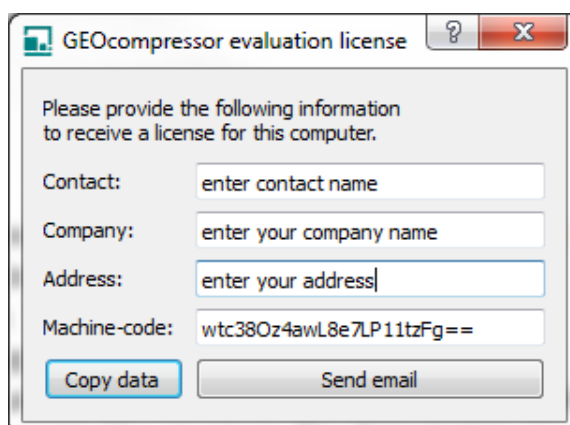 GEOcompressor evaluation license
Please provide the following information
to receive a license for this computer.
Contact: enter contact name
Company: enter your company name
Address: enter your address
Machine-code: wtc38Oz4awL8e7LP11tzFg==
Copy data Send email